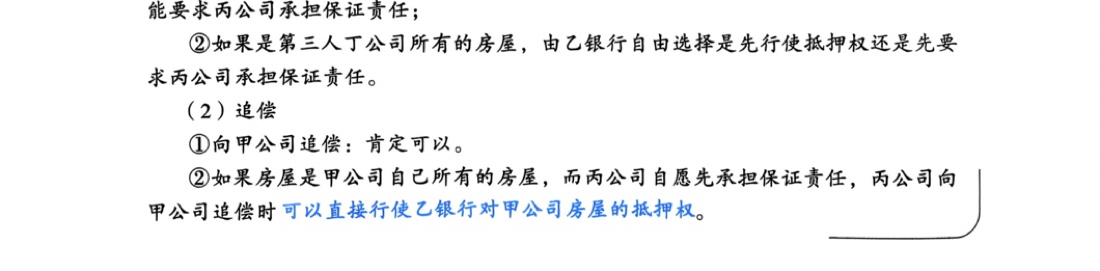 能要求丙公司承担保证责任；
②如果是第三人丁公司所有的房屋，由乙银行自由选择是先行使抵押权还是先要
求丙公司承担保证责任。
（2）追偿
①向甲公司追偿：肯定可以。
②如果房屋是甲公司自己所有的房屋，而丙公司自愿先承担保证责任，丙公司向
甲公司追偿时可以直接行使乙银行对甲公司房屋的抵押权。